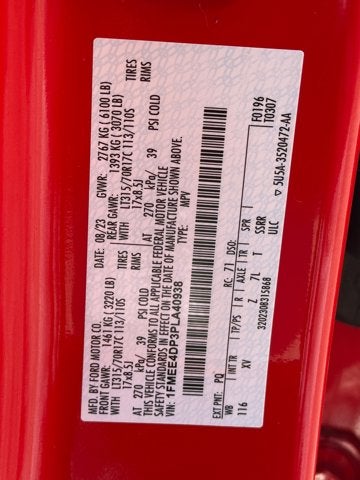 MFD. BY FORD MOTOR CO.
DATE: 08/23 GVWR: 2767 KG ( 6100 LB)
FRONT GAWR: 1461 KG ( 3220 LB) REAR GAWR: 1393 KG ( 3070 LB)
WITH LT315/70R17C 113/110S TIRES WITH LT315/70R17C 113/110S TIRES
17x8.5J RIMS 17x8.5J RIMS
AT 270 kPa/ 39 PSI COLD AT 270 kPa/ 39 PSI COLD
THIS VEHICLE CONFORMS TO ALL APPLICABLE FEDERAL MOTOR VEHICLE
SAFETY STANDARDS IN EFFECT ON THE DATE OF MANUFACTURE SHOWN ABOVE.
VIN: 1FMEE4DP3PLA40938 TYPE: MPV
F0196
T0307
EXT PNT: PQ RC: 71 DSO:
WB INT TR TP/PS R AXLE TR SPR
116 XV Z 7L T SSRR
3202308315868 ULC
5U5A-3520472-AA